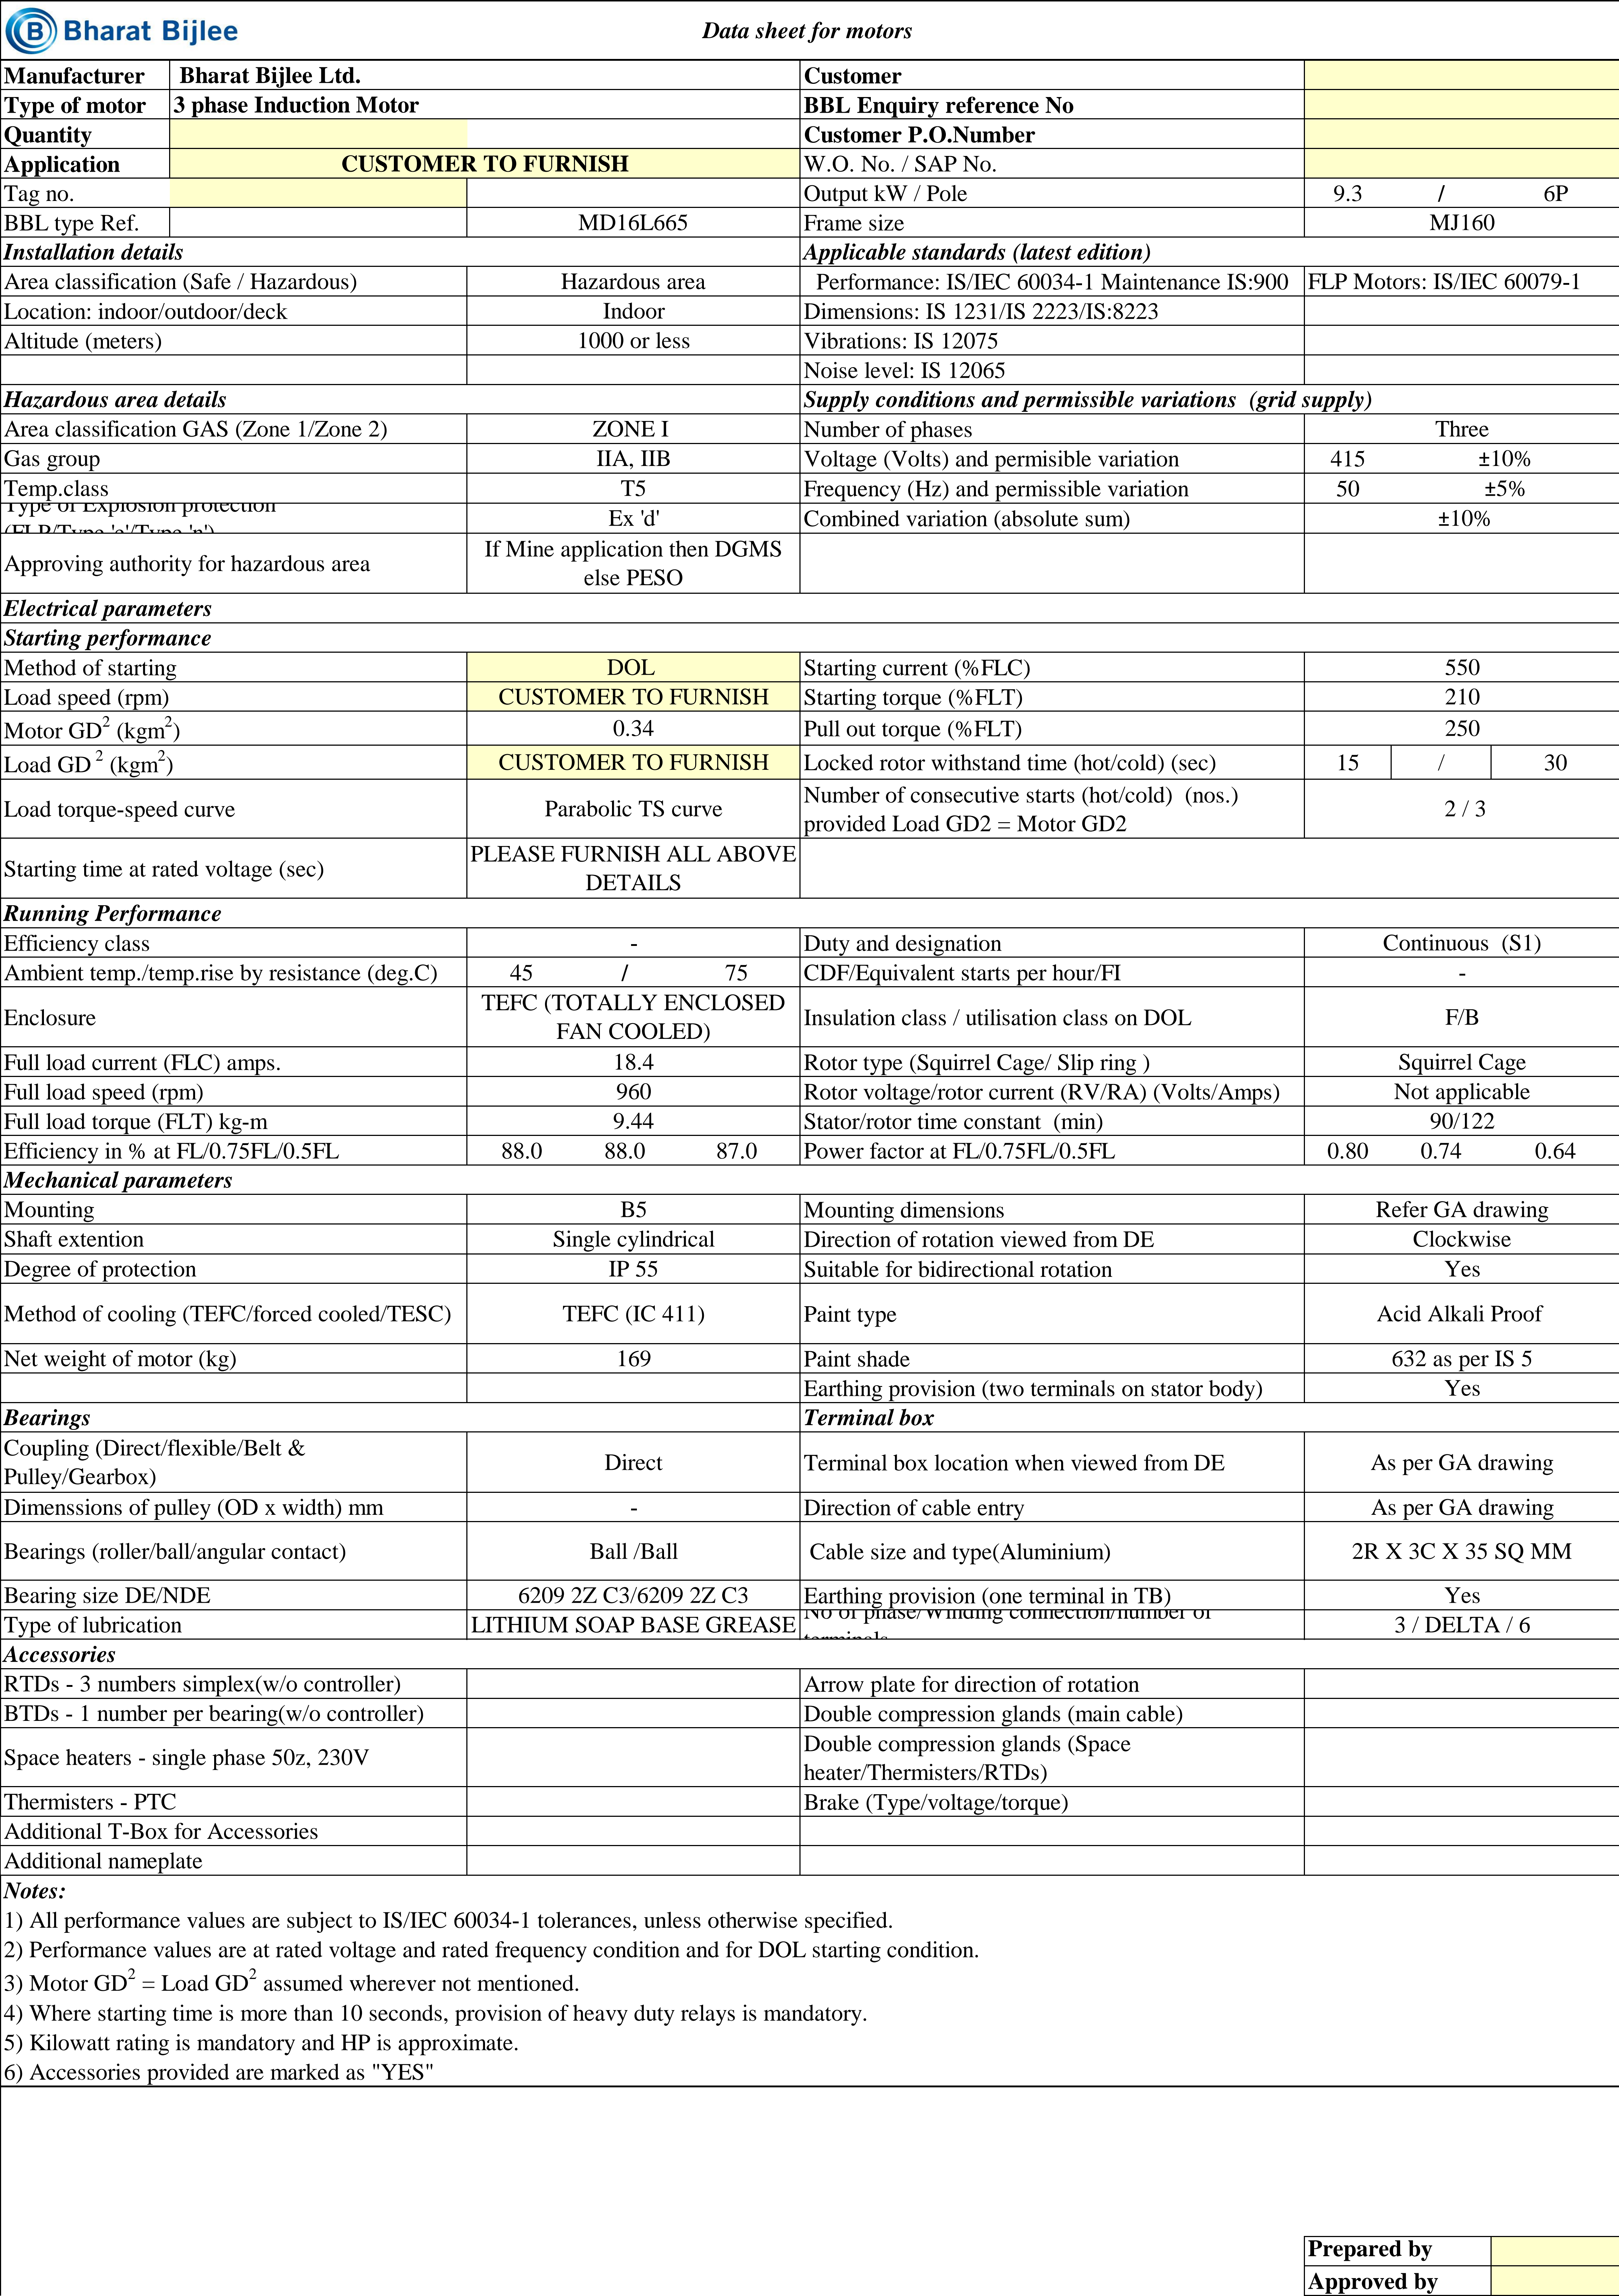 B Bharat Bijlee
Data sheet for motors
Manufacturer Bharat Bijlee Ltd. Customer
Type of motor 3 phase Induction Motor BBL Enquiry reference No
Quantity Customer P.O.Number
Application CUSTOMER TO FURNISH W.O. No. / SAP No.
Tag no. Output kW / Pole 9.3 / 6P
BBL type Ref. MD16L665 Frame size MJ160
Installation details Applicable standards (latest edition)
Area classification (Safe / Hazardous) Hazardous area Performance: IS/IEC 60034-1 Maintenance IS:900 FLP Motors: IS/IEC 60079-1
Location: indoor/outdoor/deck Indoor Dimensions: IS 1231/IS 2223/IS:8223
Altitude (meters) 1000 or less Vibrations: IS 12075
Noise level: IS 12065
Hazardous area details Supply conditions and permissible variations (grid supply)
Area classification GAS (Zone 1/Zone 2) ZONE I Number of phases Three
Gas group IIA, IIB Voltage (Volts) and permisible variation 415 ±10%
Temp.class T5 Frequency (Hz) and permissible variation 50 ±5%
Type of Explosion protection
(FLP/Type 'e'/Type 'n') Ex 'd' Combined variation (absolute sum) ±10%
Approving authority for hazardous area If Mine application then DGMS
else PESO
Electrical parameters
Starting performance
Method of starting DOL Starting current (%FLC) 550
Load speed (rpm) CUSTOMER TO FURNISH Starting torque (%FLT) 210
Motor GD² (kgm²) 0.34 Pull out torque (%FLT) 250
Load GD ² (kgm²) CUSTOMER TO FURNISH Locked rotor withstand time (hot/cold) (sec) 15 / 30
Load torque-speed curve Parabolic TS curve Number of consecutive starts (hot/cold) (nos.)
provided Load GD2 = Motor GD2 2 / 3
Starting time at rated voltage (sec) PLEASE FURNISH ALL ABOVE
DETAILS
Running Performance
Efficiency class - Duty and designation Continuous (S1)
Ambient temp./temp.rise by resistance (deg.C) 45 / 75 CDF/Equivalent starts per hour/FI -
Enclosure TEFC (TOTALLY ENCLOSED
FAN COOLED) Insulation class / utilisation class on DOL F/B
Full load current (FLC) amps. 18.4 Rotor type (Squirrel Cage/ Slip ring ) Squirrel Cage
Full load speed (rpm) 960 Rotor voltage/rotor current (RV/RA) (Volts/Amps) Not applicable
Full load torque (FLT) kg-m 9.44 Stator/rotor time constant (min) 90/122
Efficiency in % at FL/0.75FL/0.5FL 88.0 88.0 87.0 Power factor at FL/0.75FL/0.5FL 0.80 0.74 0.64
Mechanical parameters
Mounting B5 Mounting dimensions Refer GA drawing
Shaft extention Single cylindrical Direction of rotation viewed from DE Clockwise
Degree of protection IP 55 Suitable for bidirectional rotation Yes
Method of cooling (TEFC/forced cooled/TESC) TEFC (IC 411) Paint type Acid Alkali Proof
Net weight of motor (kg) 169 Paint shade 632 as per IS 5
Earthing provision (two terminals on stator body) Yes
Bearings Terminal box
Coupling (Direct/flexible/Belt &
Pulley/Gearbox) Direct Terminal box location when viewed from DE As per GA drawing
Dimenssions of pulley (OD x width) mm - Direction of cable entry As per GA drawing
Bearings (roller/ball/angular contact) Ball /Ball Cable size and type(Aluminium) 2R X 3C X 35 SQ MM
Bearing size DE/NDE 6209 2Z C3/6209 2Z C3 Earthing provision (one terminal in TB) Yes
Type of lubrication LITHIUM SOAP BASE GREASE No of phase/Winding connection/number of
terminals 3 / DELTA / 6
Accessories
RTDs - 3 numbers simplex(w/o controller) Arrow plate for direction of rotation
BTDs - 1 number per bearing(w/o controller) Double compression glands (main cable)
Space heaters - single phase 50z, 230V Double compression glands (Space
heater/Thermisters/RTDs)
Thermisters - PTC Brake (Type/voltage/torque)
Additional T-Box for Accessories
Additional nameplate
Notes:
1) All performance values are subject to IS/IEC 60034-1 tolerances, unless otherwise specified.
2) Performance values are at rated voltage and rated frequency condition and for DOL starting condition.
3) Motor GD² = Load GD² assumed wherever not mentioned.
4) Where starting time is more than 10 seconds, provision of heavy duty relays is mandatory.
5) Kilowatt rating is mandatory and HP is approximate.
6) Accessories provided are marked as "YES"
Prepared by
Approved by